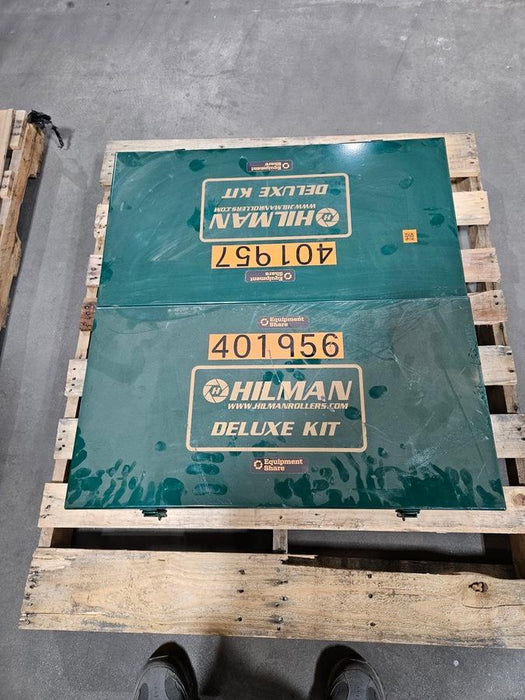 Equipment
Share
DELUXE KIT
WWW.HILMANROLLERS.COM
H HILMAN
401957
Equipment
Share
Equipment
Share
401956
H HILMAN
WWW.HILMANROLLERS.COM
DELUXE KIT
Equipment
Share